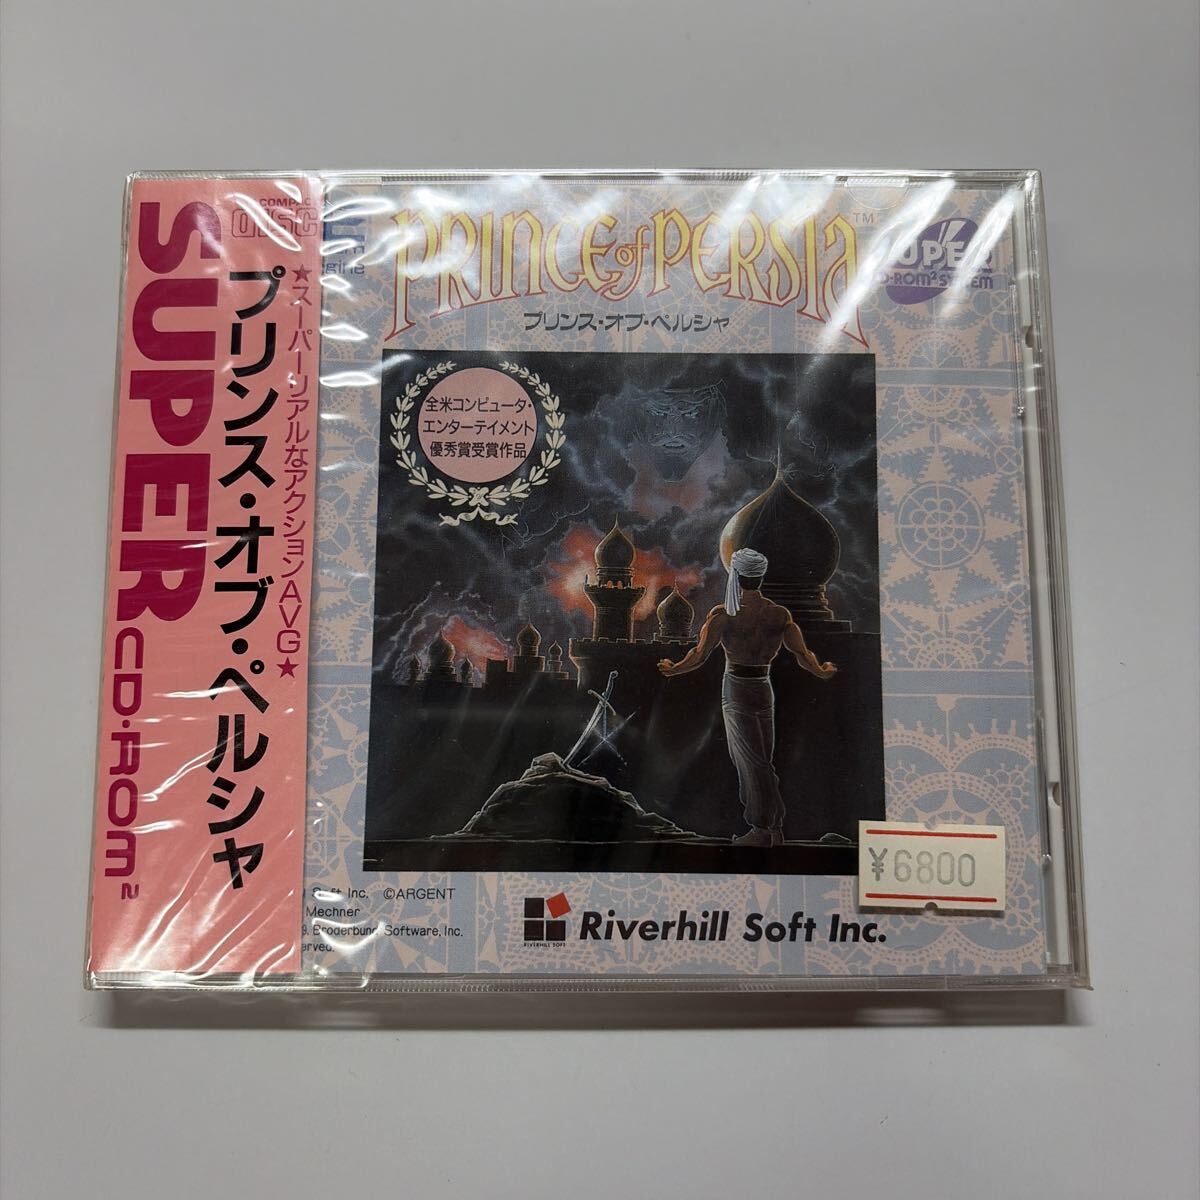 SUPER CD-ROM²
COMPACT
DISC
プリンス・オブ・ペルシャ
★スーパーリアルなアクションAVG★
PRINCE of PERSIA
TM
プリンス・オブ・ペルシャ
SUPER
CD-ROM² SYSTEM
全米コンピュータ・
エンターテイメント
優秀賞受賞作品
¥6800
Soft Inc. ©ARGENT
Mechner
Broderbund Software, Inc.
RIVERHILL SOFT
Riverhill Soft Inc.